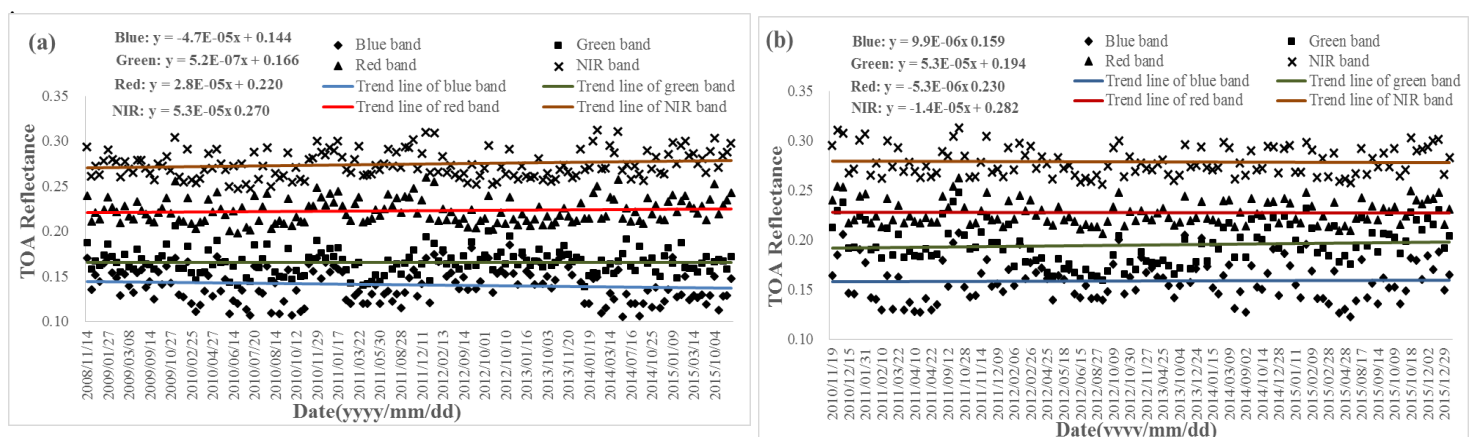 (a)
Blue: y = -4.7E-05x + 0.144
Green: y = 5.2E-07x + 0.166
Red: y = 2.8E-05x + 0.220
NIR: y = 5.3E-05x 0.270
Blue band
Green band
Red band
NIR band
Trend line of blue band
Trend line of green band
Trend line of red band
Trend line of NIR band
TOA Reflectance
0.35
0.30
0.25
0.20
0.15
0.10
2008/11/14
2009/01/27
2009/03/08
2009/09/14
2009/10/27
2010/02/25
2010/04/27
2010/06/14
2010/07/20
2010/10/12
2010/11/29
2011/01/17
2011/03/22
2011/05/30
2011/08/28
2011/12/11
2012/02/13
2012/10/01
2012/10/10
2012/12/16
2013/10/03
2013/11/20
2014/01/19
2014/03/14
2014/07/16
2014/10/25
2015/01/09
2015/03/14
2015/10/04
Date(yyyy/mm/dd)
(b)
Blue: y = 9.9E-06x 0.159
Green: y = 5.3E-05x + 0.194
Red: y = -5.3E-06x 0.230
NIR: y = -1.4E-05x + 0.282
Blue band
Green band
Red band
NIR band
Trend line of blue band
Trend line of green band
Trend line of red band
Trend line of NIR band
TOA Reflectance
0.35
0.30
0.25
0.20
0.15
0.10
2010/11/19
2010/12/15
2011/01/31
2011/02/10
2011/03/22
2011/04/10
2011/04/22
2011/09/12
2011/10/28
2011/11/14
2011/12/09
2012/02/06
2012/02/26
2012/04/25
2012/05/18
2012/06/15
2012/08/27
2012/10/09
2012/10/30
2012/11/27
2013/04/25
2013/10/04
2013/12/24
2014/01/15
2014/03/11
2014/09/02
2014/10/14
2014/12/28
2015/01/11
2015/02/09
2015/02/28
2015/04/28
2015/08/17
2015/09/14
2015/10/09
2015/10/18
2015/12/02
2015/12/29
Date(yyyy/mm/dd)